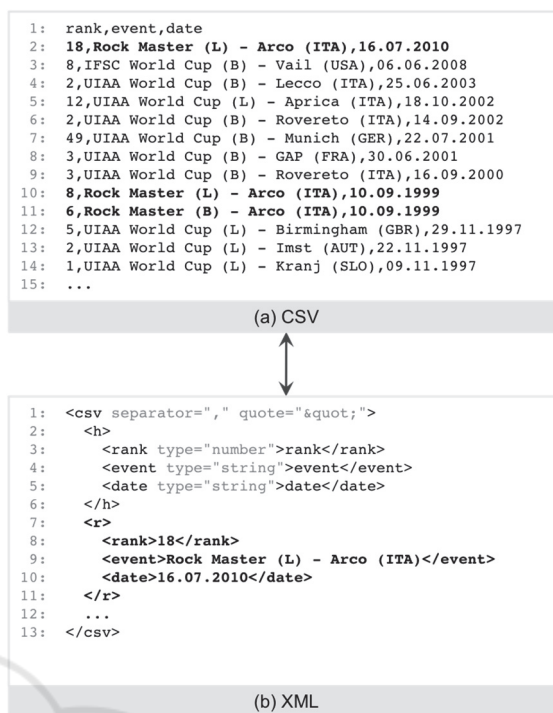 1: rank,event,date
2: 18,Rock Master (L) - Arco (ITA),16.07.2010
3: 8,IFSC World Cup (B) - Vail (USA),06.06.2008
4: 2,UIAA World Cup (B) - Lecco (ITA),25.06.2003
5: 12,UIAA World Cup (L) - Aprica (ITA),18.10.2002
6: 2,UIAA World Cup (B) - Rovereto (ITA),14.09.2002
7: 49,UIAA World Cup (B) - Munich (GER),22.07.2001
8: 3,UIAA World Cup (B) - GAP (FRA),30.06.2001
9: 3,UIAA World Cup (B) - Rovereto (ITA),16.09.2000
10: 8,Rock Master (L) - Arco (ITA),10.09.1999
11: 6,Rock Master (B) - Arco (ITA),10.09.1999
12: 5,UIAA World Cup (L) - Birmingham (GBR),29.11.1997
13: 2,UIAA World Cup (L) - Imst (AUT),22.11.1997
14: 1,UIAA World Cup (L) - Kranj (SLO),09.11.1997
15: ...
(a) CSV
1: <csv separator="," quote="&quot;">
2: <h>
3: <rank type="number">rank</rank>
4: <event type="string">event</event>
5: <date type="string">date</date>
6: </h>
7: <r>
8: <rank>18</rank>
9: <event>Rock Master (L) - Arco (ITA)</event>
10: <date>16.07.2010</date>
11: </r>
12: ...
13: </csv>
(b) XML